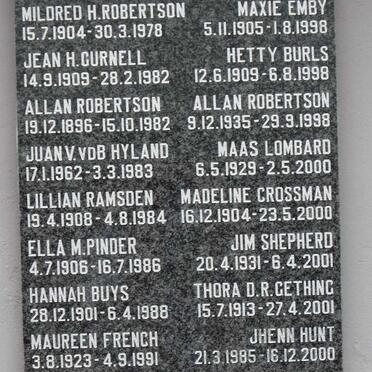 MILDRED H. ROBERTSON
15.7.1904 - 30.3.1978
JEAN H. CURNELL
14.9.1909 - 28.2.1982
ALLAN ROBERTSON
19.12.1896 - 15.10.1982
JUAN V. vDB HYLAND
17.1.1962 - 3.3.1983
LILLIAN RAMSDEN
19.4.1908 - 4.8.1984
ELLA M. PINDER
4.7.1906 - 16.7.1986
HANNAH BUYS
28.12.1901 - 6.4.1988
MAUREEN FRENCH
3.8.1923 - 4.9.1991
MAXIE EMBY
5.11.1905 - 1.8.1998
HETTY BURLS
12.6.1909 - 6.8.1998
ALLAN ROBERTSON
9.12.1935 - 29.9.1998
MAAS LOMBARD
6.5.1929 - 2.5.2000
MADELINE CROSSMAN
16.12.1904 - 23.5.2000
JIM SHEPHERD
20.4.1931 - 6.4.2001
THORA D.R. GETHING
15.7.1913 - 27.4.2001
JHENN HUNT
21.3.1985 - 16.12.2000